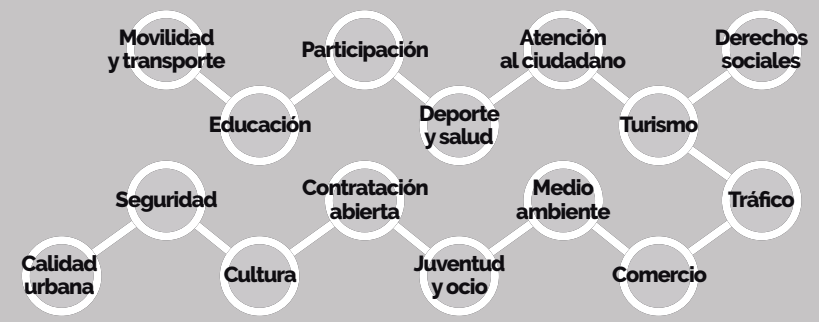 Movilidad
y transporte
Participación
Atención
al ciudadano
Derechos
sociales
Educación
Deporte
y salud
Turismo
Seguridad
Contratación
abierta
Medio
ambiente
Tráfico
Calidad
urbana
Cultura
Juventud
y ocio
Comercio